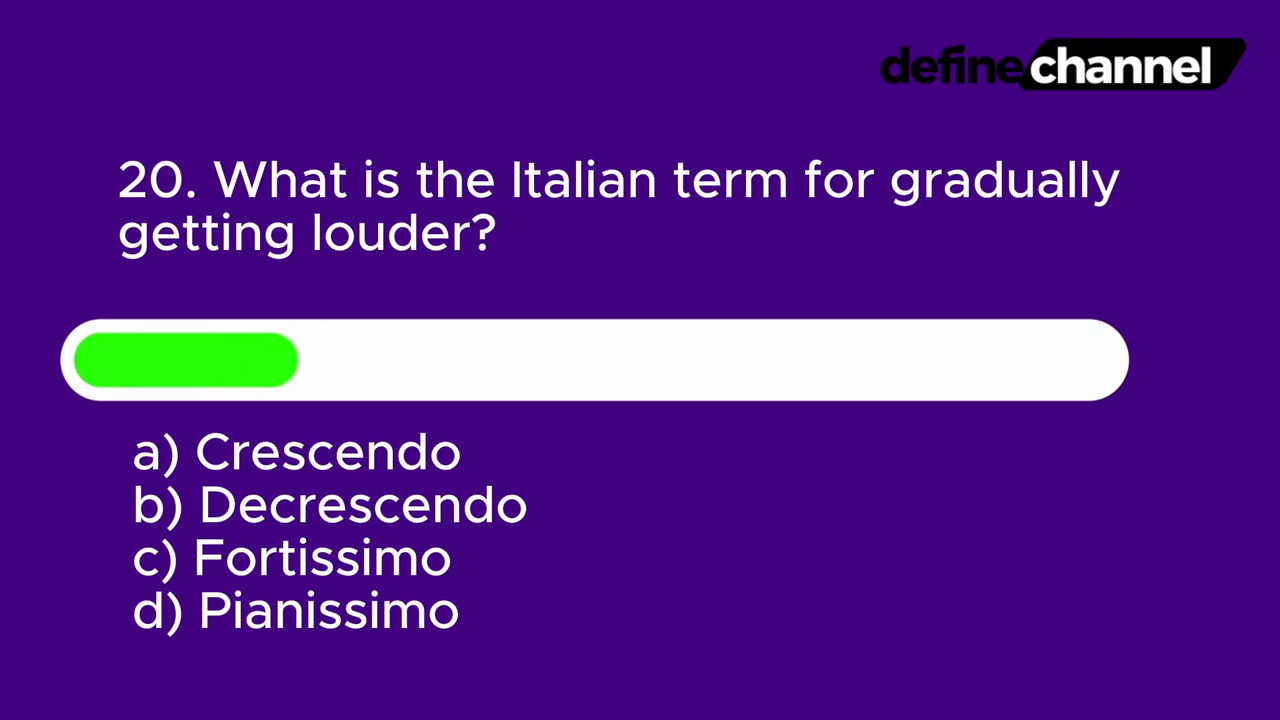 definechannel
20. What is the Italian term for gradually
getting louder?
a) Crescendo
b) Decrescendo
c) Fortissimo
d) Pianissimo